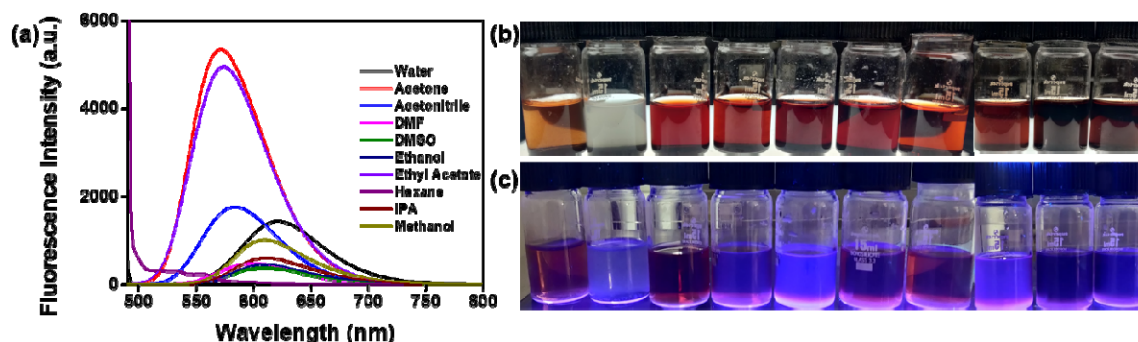 (a)
6000
4000
2000
0
500 550 600 650 700 750 800
Fluorescence Intensity (a.u.)
Wavelength (nm)
Water
Acetone
Acetonitrile
DMF
DMSO
Ethanol
Ethyl Acetate
Hexane
IPA
Methanol
(b)
(c)